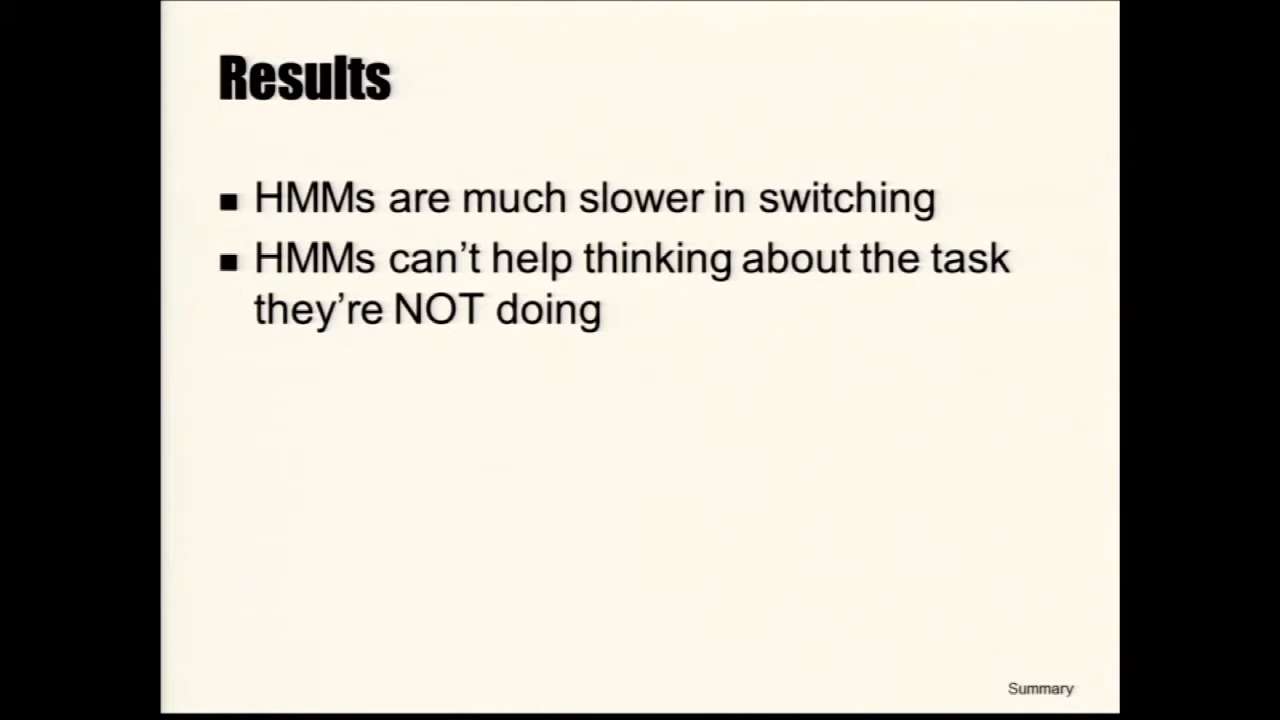 Results
■ HMMs are much slower in switching
■ HMMs can’t help thinking about the task
they’re NOT doing
Summary